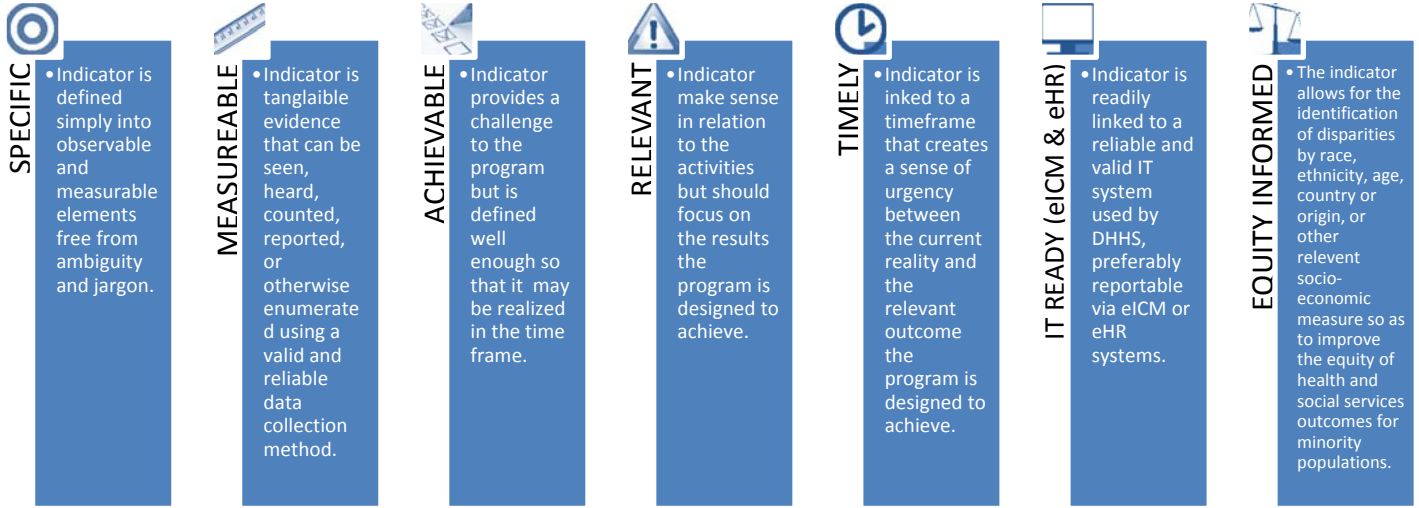 SPECIFIC
•Indicator is
defined
simply into
observable
and
measurable
elements
free from
ambiguity
and jargon.
MEASUREABLE
•Indicator is
tanglaible
evidence
that can be
seen,
heard,
counted,
reported,
or
otherwise
enumerate
d using a
valid and
reliable
data
collection
method.
ACHIEVABLE
•Indicator
provides a
challenge
to the
program
but is
defined
well
enough so
that it may
be realized
in the time
frame.
RELEVANT
•Indicator
make sense
in relation
to the
activities
but should
focus on
the results
the
program is
designed to
achieve.
TIMELY
•Indicator is
inked to a
timeframe
that creates
a sense of
urgency
between
the current
reality and
the
relevant
outcome
the
program is
designed to
achieve.
IT READY (eICM & eHR)
•Indicator is
readily
linked to a
reliable and
valid IT
system
used by
DHHS,
preferably
reportable
via eICM or
eHR
systems.
EQUITY INFORMED
•The indicator
allows for the
identification
of disparities
by race,
ethnicity, age,
country or
origin, or
other
relevent
socio-
economic
measure so as
to improve
the equity of
health and
social services
outcomes for
minority
populations.